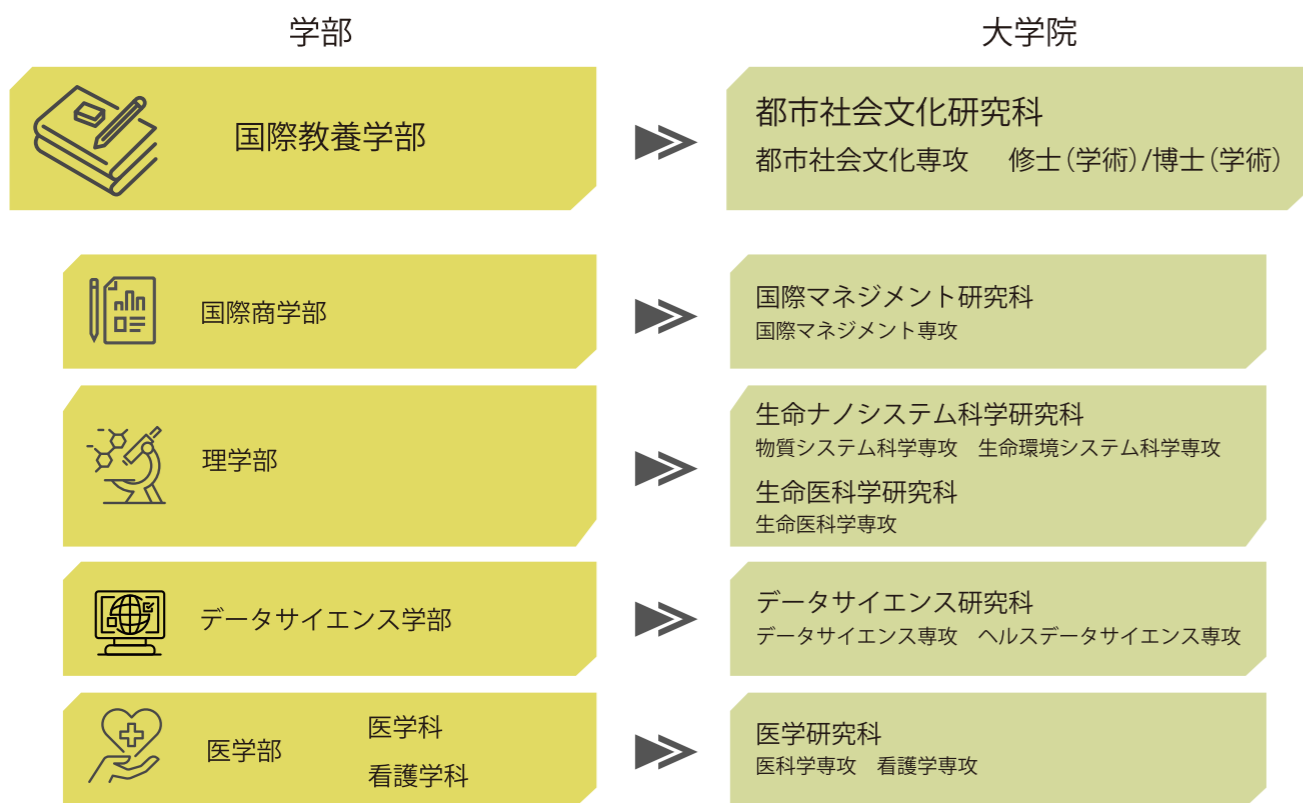 学部
大学院
国際教養学部
都市社会文化研究科
都市社会文化専攻　修士（学術）/博士（学術）
国際商学部
国際マネジメント研究科
国際マネジメント専攻
理学部
生命ナノシステム科学研究科
物質システム科学専攻　生命環境システム科学専攻
生命医科学研究科
生命医科学専攻
データサイエンス学部
データサイエンス研究科
データサイエンス専攻　ヘルスデータサイエンス専攻
医学部
医学科
看護学科
医学研究科
医科学専攻　看護学専攻